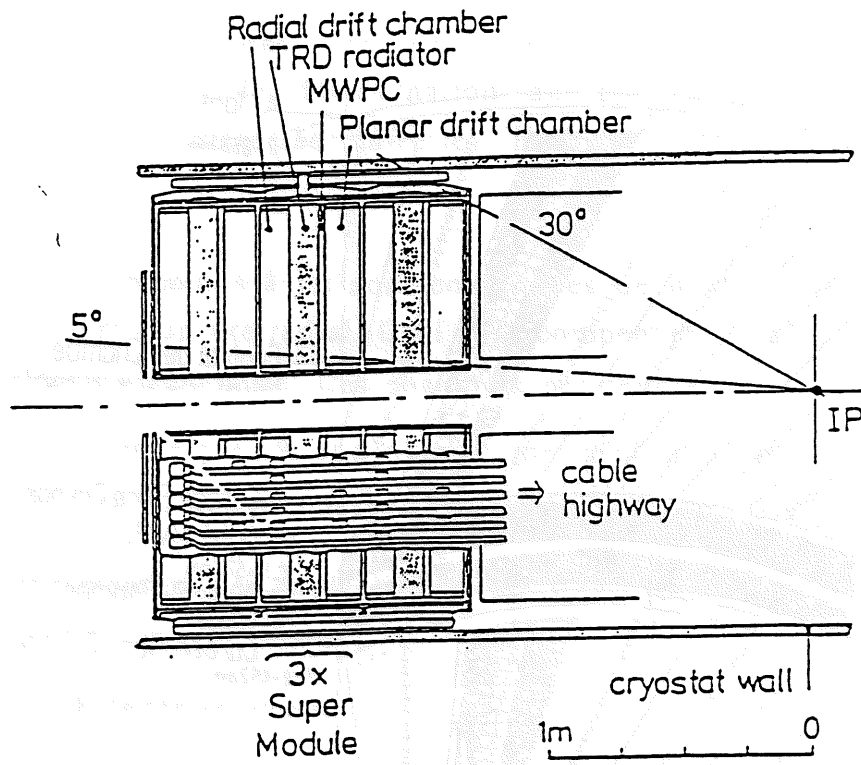 Radial drift chamber
TRD radiator
MWPC
Planar drift chamber
30°
5°
IP
⇒ cable
highway
3x
Super
Module
cryostat wall
1m 0